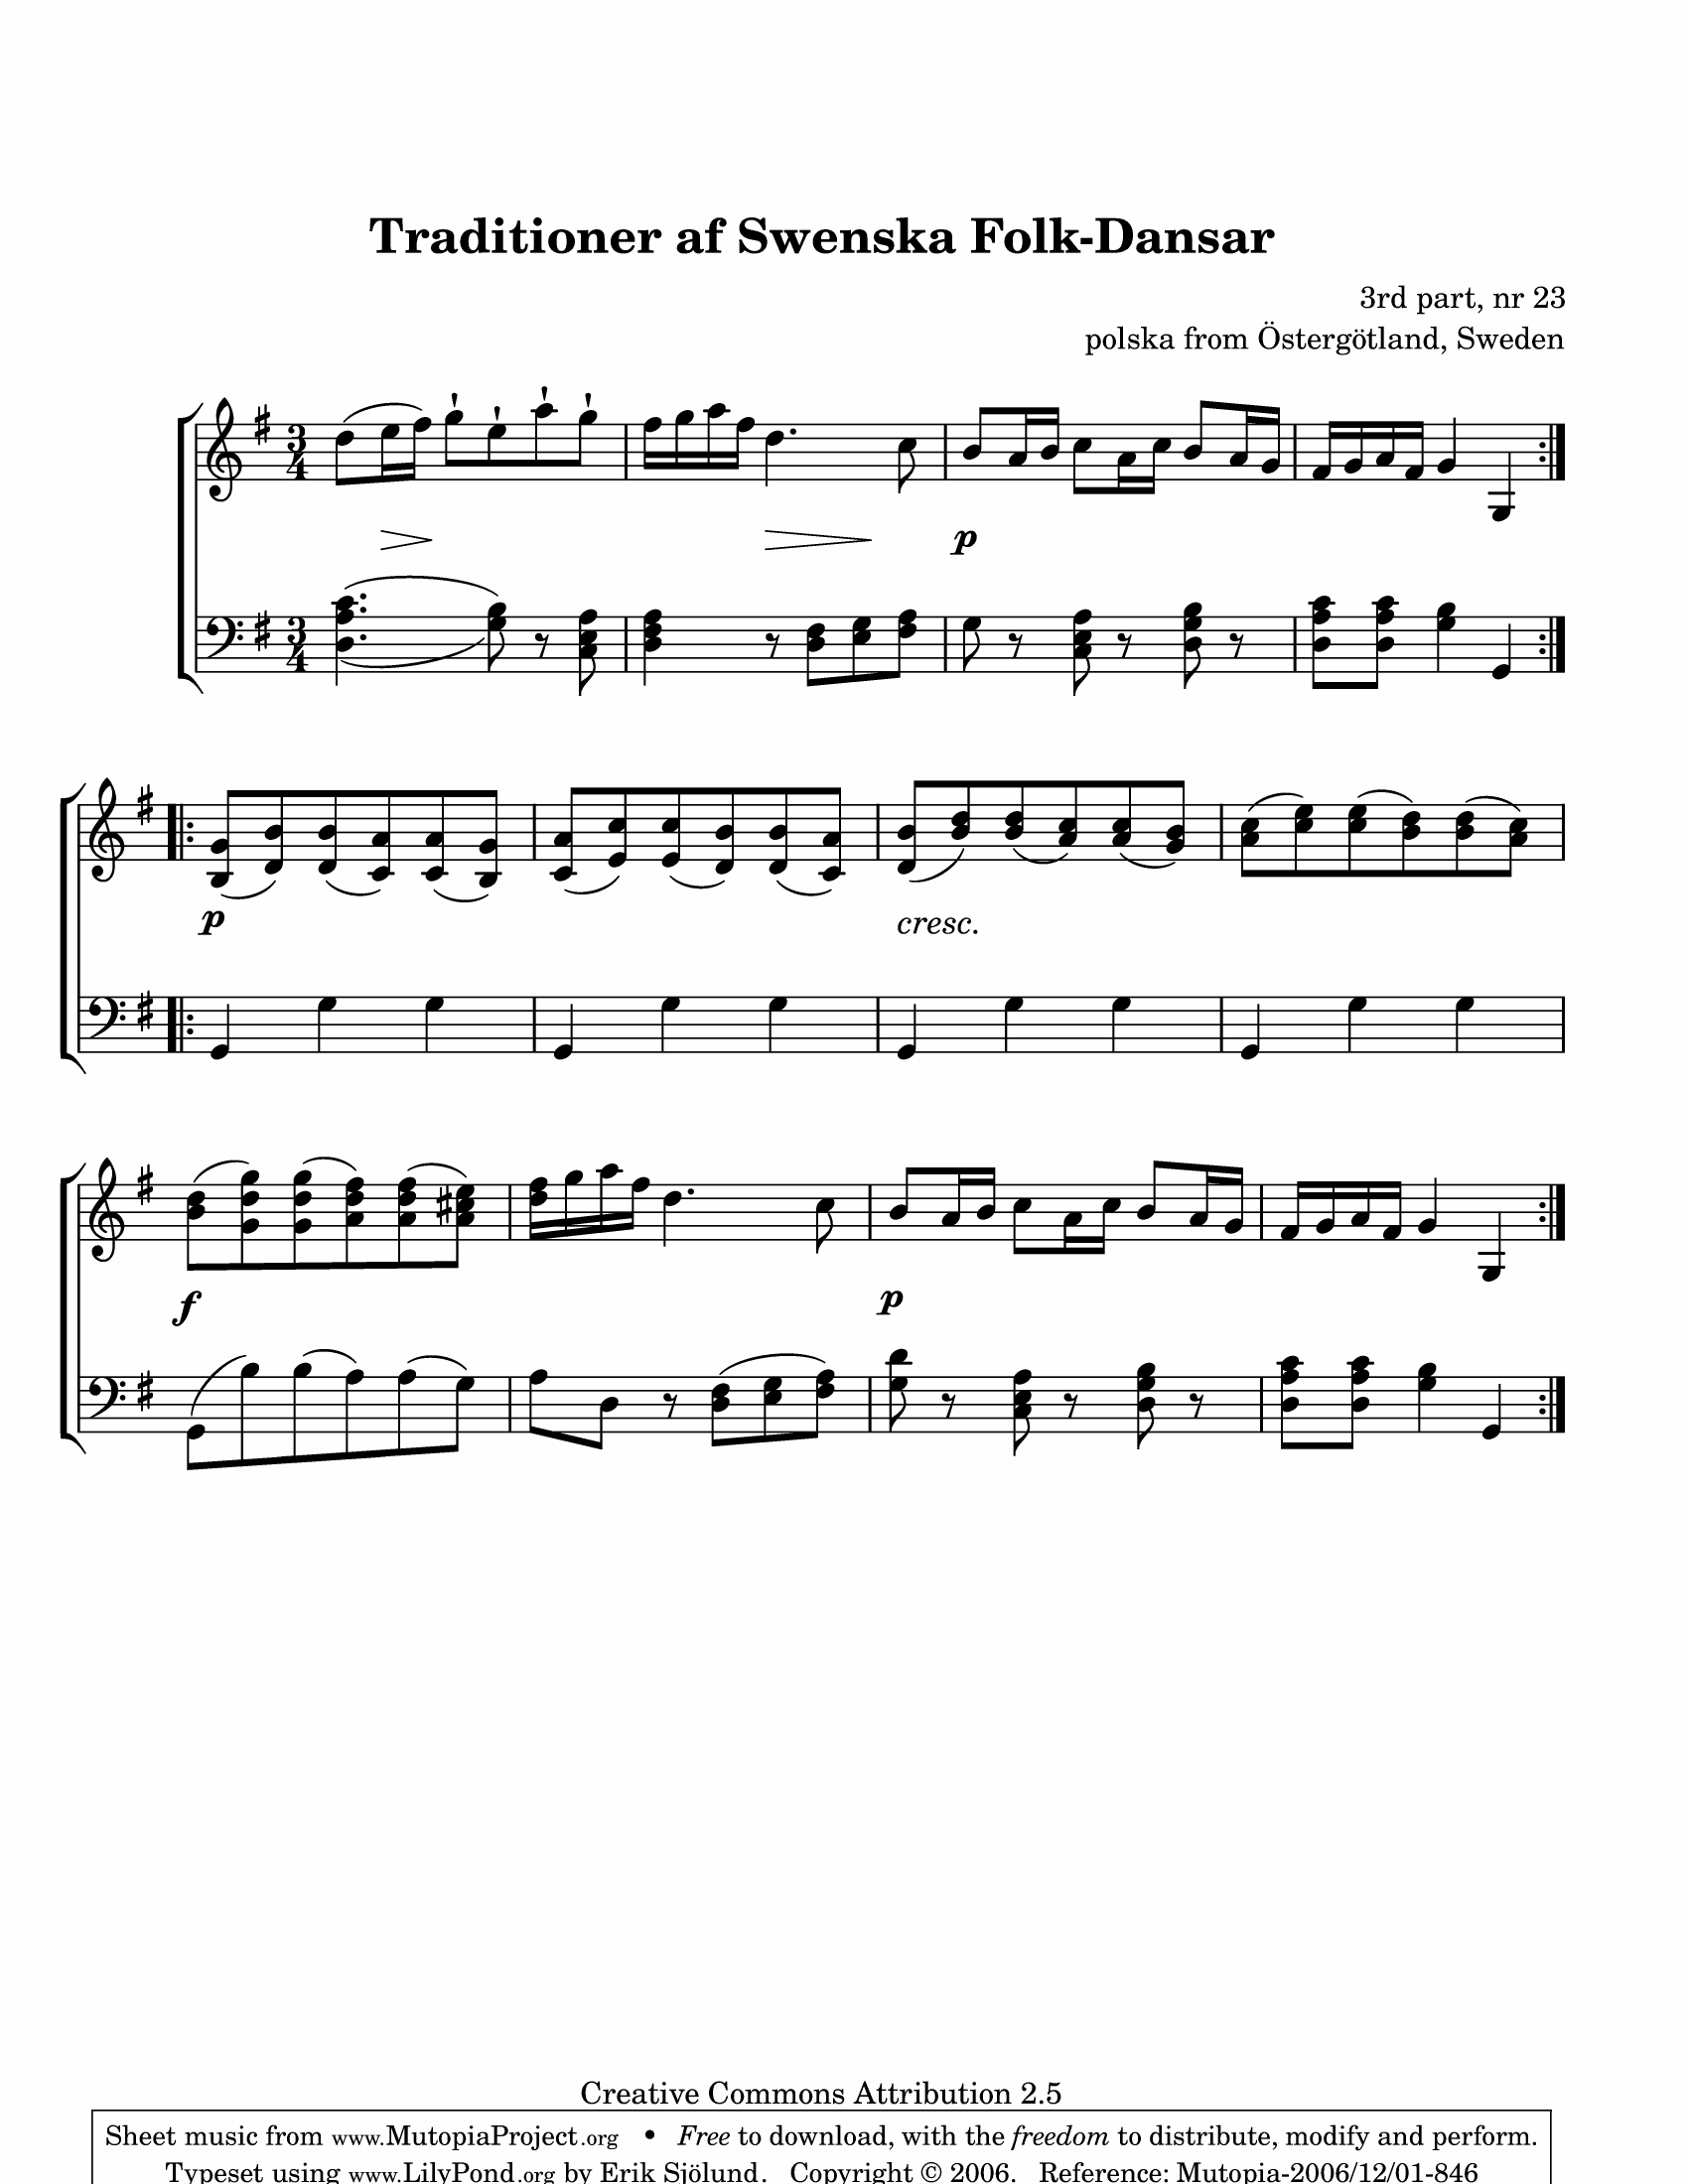 Traditioner af Swenska Folk-Dansar
3rd part, nr 23
polska from Östergötland, Sweden
3
4
p
3
4
p
cresc.
f
p
Creative Commons Attribution 2.5
Sheet music from www.MutopiaProject.org • Free to download, with the freedom to distribute, modify and perform.
Typeset using www.LilyPond.org by Erik Sjölund. Copyright © 2006. Reference: Mutopia-2006/12/01-846